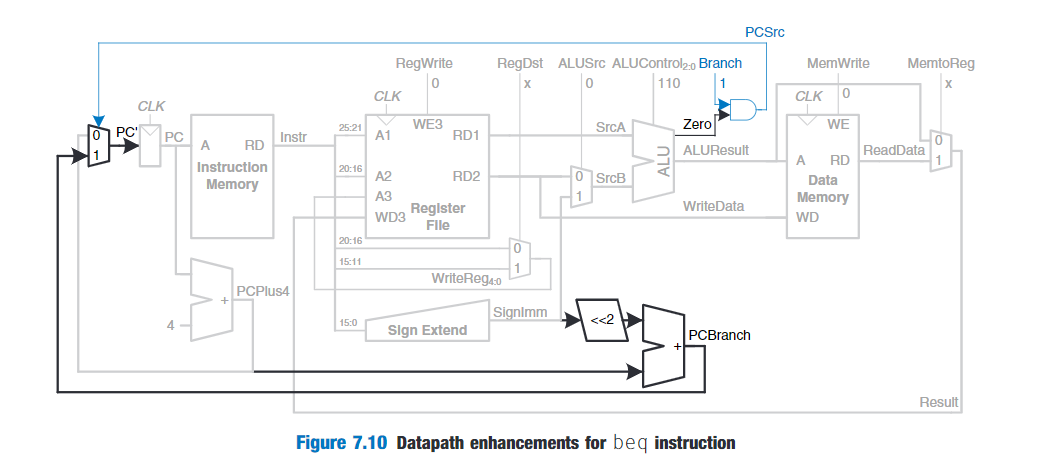 PCSrc
RegWrite RegDst ALUSrc ALUControl2:0 Branch MemWrite MemtoReg
0 x 0 110 1 0 x
CLK CLK CLK
0 PC' PC A RD Instr 25:21 A1 WE3 RD1 SrcA Zero WE
1 Instruction Memory 20:16 A2 RD2 0 SrcB ALU ALUResult A RD ReadData 0
A3 1 Data Memory 1
WD3 Register File WriteData WD
20:16 0
15:11 1
WriteReg4:0
PCPlus4
+
4 15:0 Sign Extend SignImm <<2
PCBranch
+
Result
Figure 7.10 Datapath enhancements for beq instruction